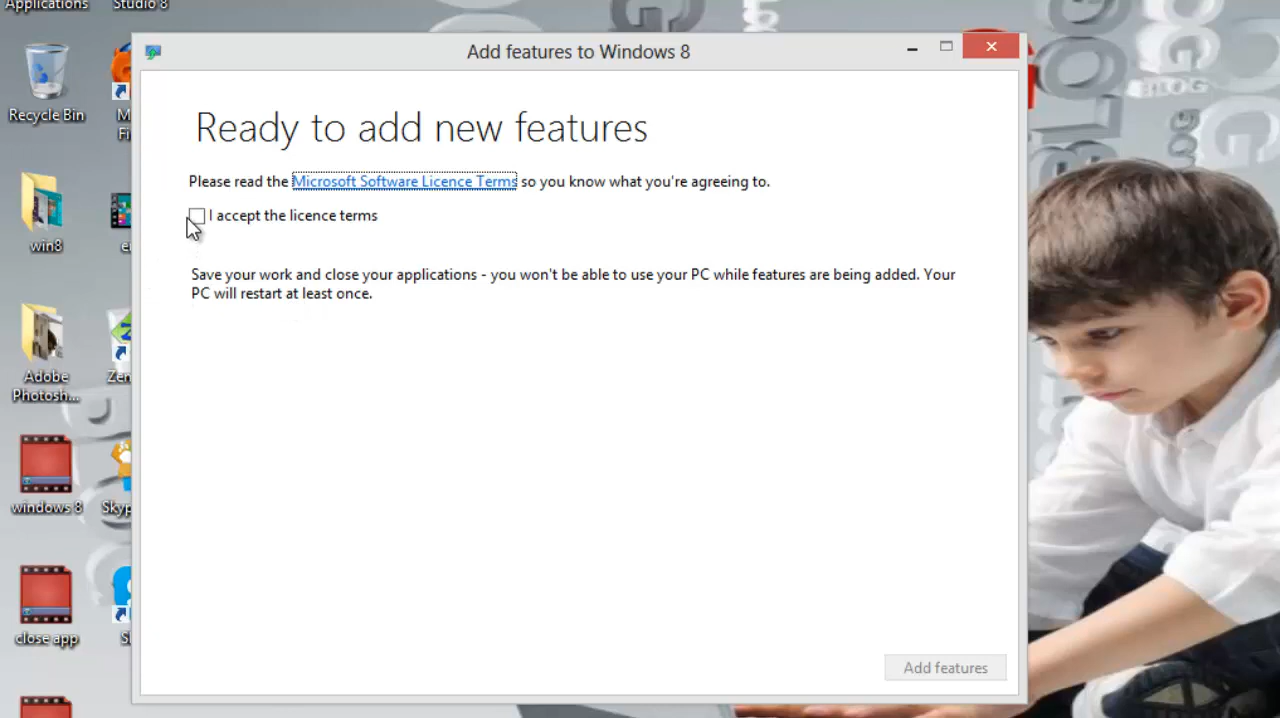 Applications
Studio 8
Add features to Windows 8
Recycle Bin
Ready to add new features
Please read the Microsoft Software Licence Terms so you know what you're agreeing to.
I accept the licence terms
win8
Save your work and close your applications - you won't be able to use your PC while features are being added. Your
PC will restart at least once.
Adobe
Photosh...
windows 8
Skyp
close app
Add features
BLOG